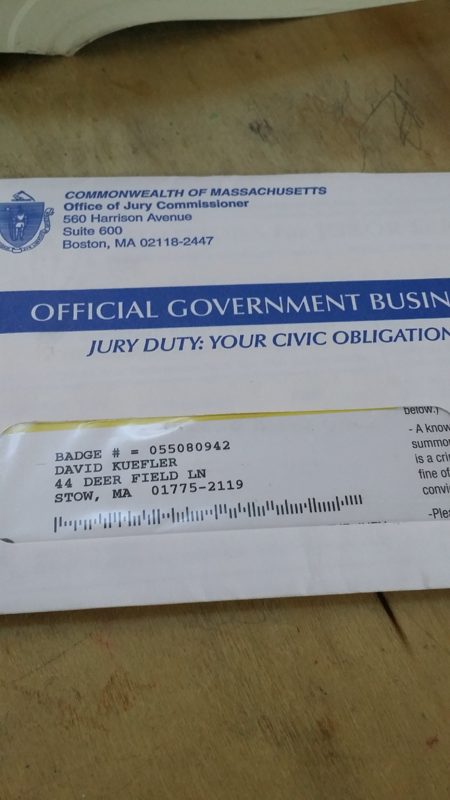 COMMONWEALTH OF MASSACHUSETTS
Office of Jury Commissioner
560 Harrison Avenue
Suite 600
Boston, MA 02118-2447
OFFICIAL GOVERNMENT BUSIN
JURY DUTY: YOUR CIVIC OBLIGATION
BADGE # = 055080942
DAVID KUEFLER
44 DEER FIELD LN
STOW, MA 01775-2119
below.)
- A know
summo
is a cri
fine of
convi
-Plea